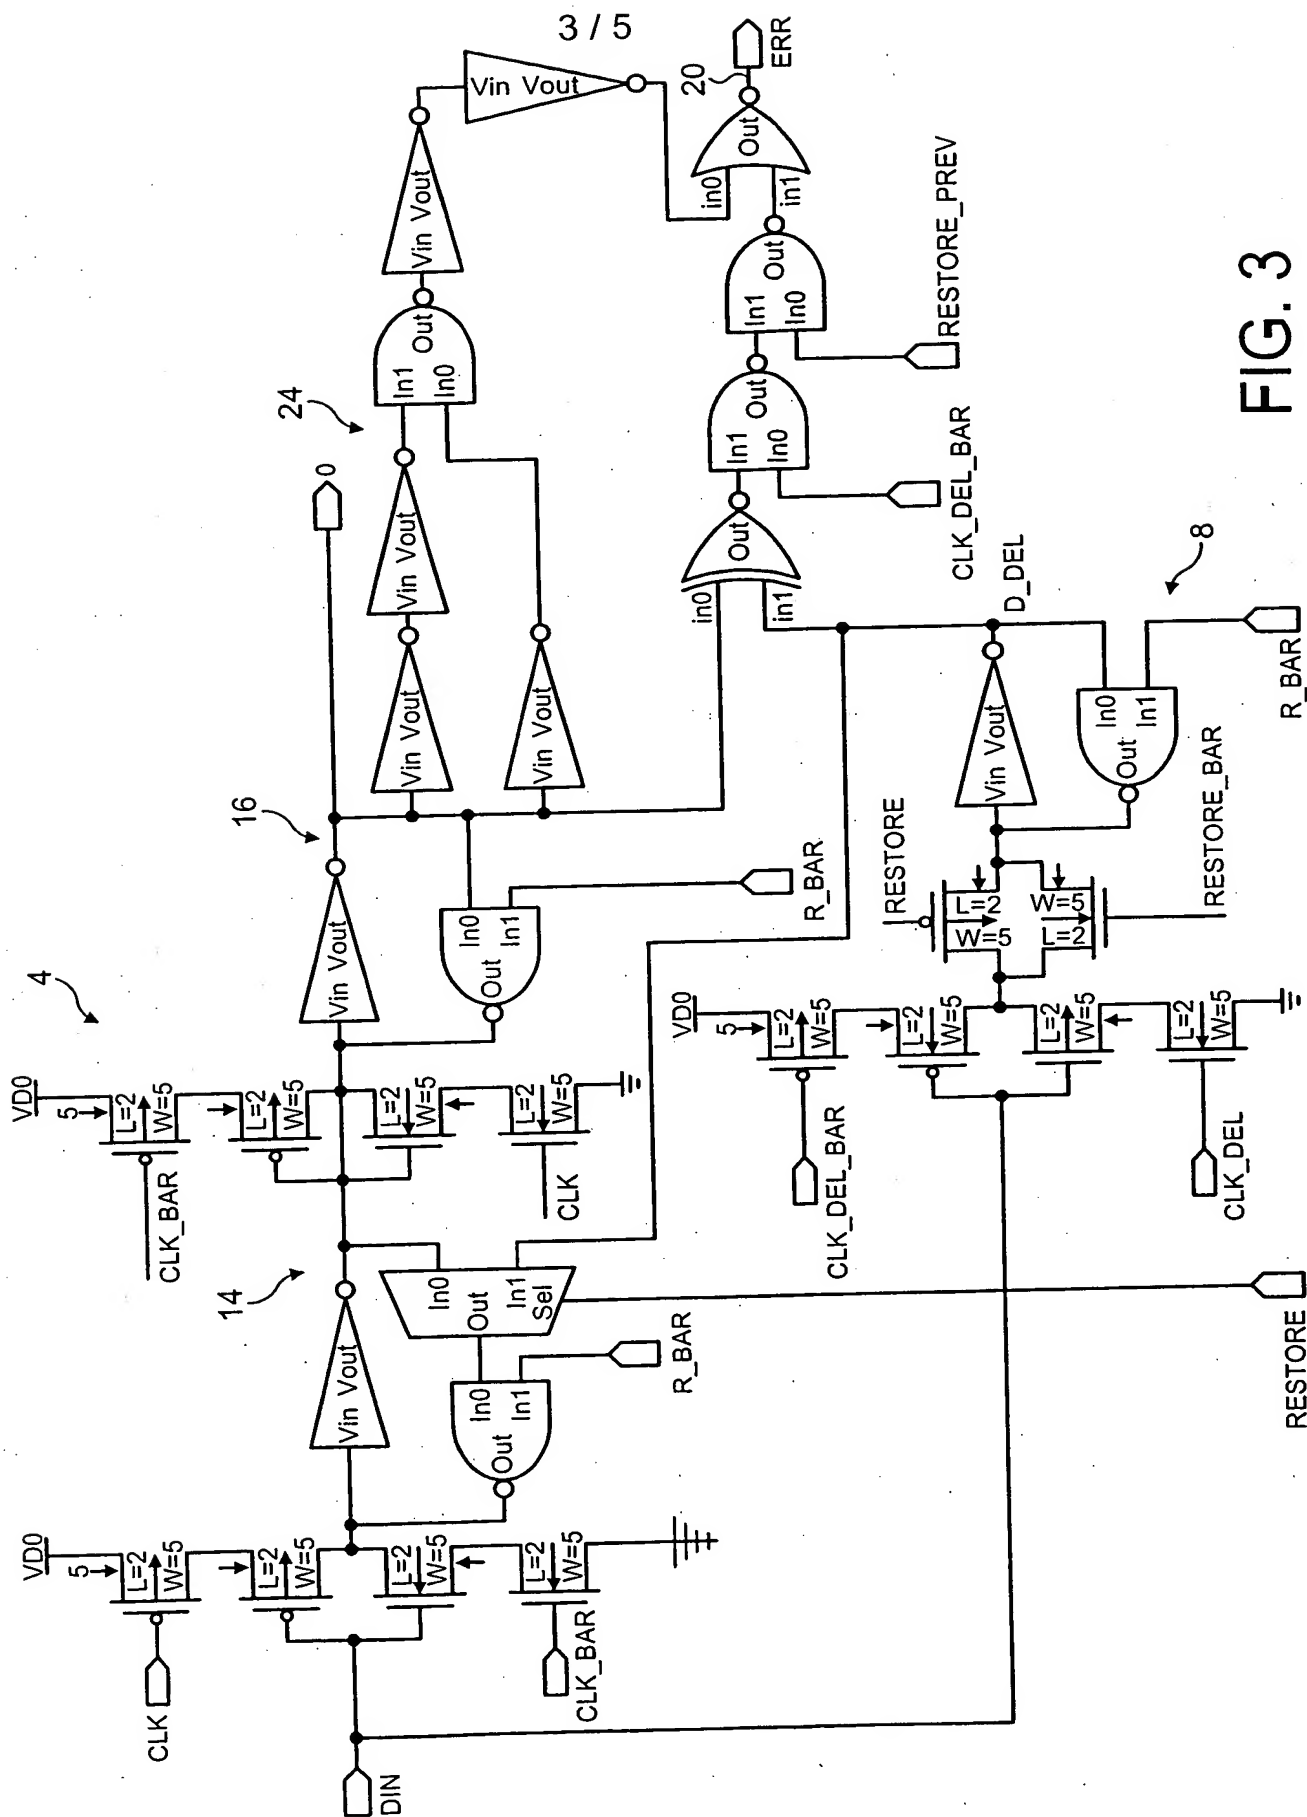 3 / 5
DIN
CLK
VD0
5
L=2
W=5
L=2
W=5
L=2
W=5
L=2
W=5
CLK_BAR
Vin Vout
14
In0
In1
Out
Sel
In0
In1
Out
R_BAR
RESTORE
4
CLK_BAR
VD0
5
L=2
W=5
L=2
W=5
L=2
W=5
L=2
W=5
CLK
Vin Vout
16
In0
In1
Out
R_BAR
0
24
Vin Vout
Vin Vout
Vin Vout
In1
In0
Out
Vin Vout
Vin Vout
in0
in1
Out
CLK_DEL_BAR
In1
In0
Out
RESTORE_PREV
In1
In0
Out
in0
in1
Out
20
ERR
CLK_DEL_BAR
VD0
5
L=2
W=5
L=2
W=5
L=2
W=5
L=2
W=5
CLK_DEL
RESTORE
L=2
W=5
W=5
L=2
RESTORE_BAR
Vin Vout
D_DEL
In0
In1
Out
R_BAR
8
FIG. 3